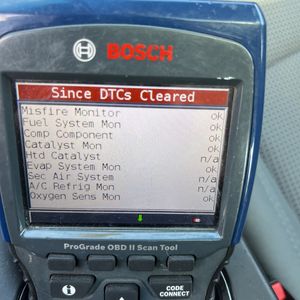 BOSCH
Since DTCs Cleared
Misfire Monitor ok
Fuel System Mon ok
Comp Component ok
Catalyst Mon ok
Htd Catalyst n/a
Evap System Mon ok
Sec Air System n/a
A/C Refrig Mon n/a
Oxygen Sens Mon ok
ProGrade OBD II Scan Tool
CODE CONNECT